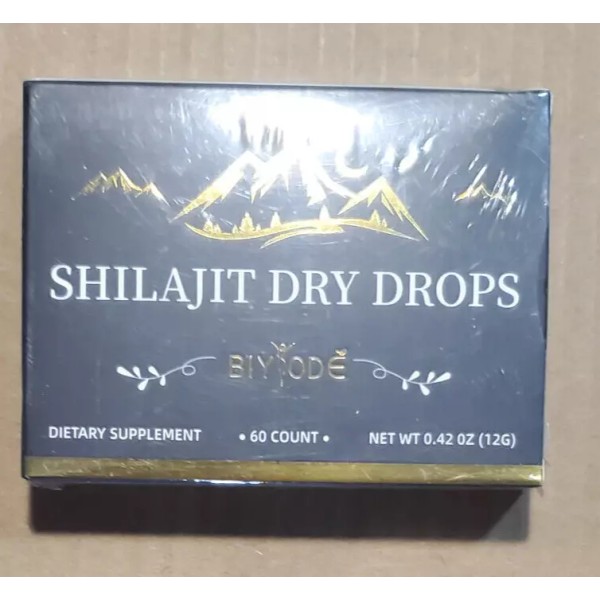 SHILAJIT DRY DROPS
BIYODE
DIETARY SUPPLEMENT • 60 COUNT • NET WT 0.42 OZ (12G)